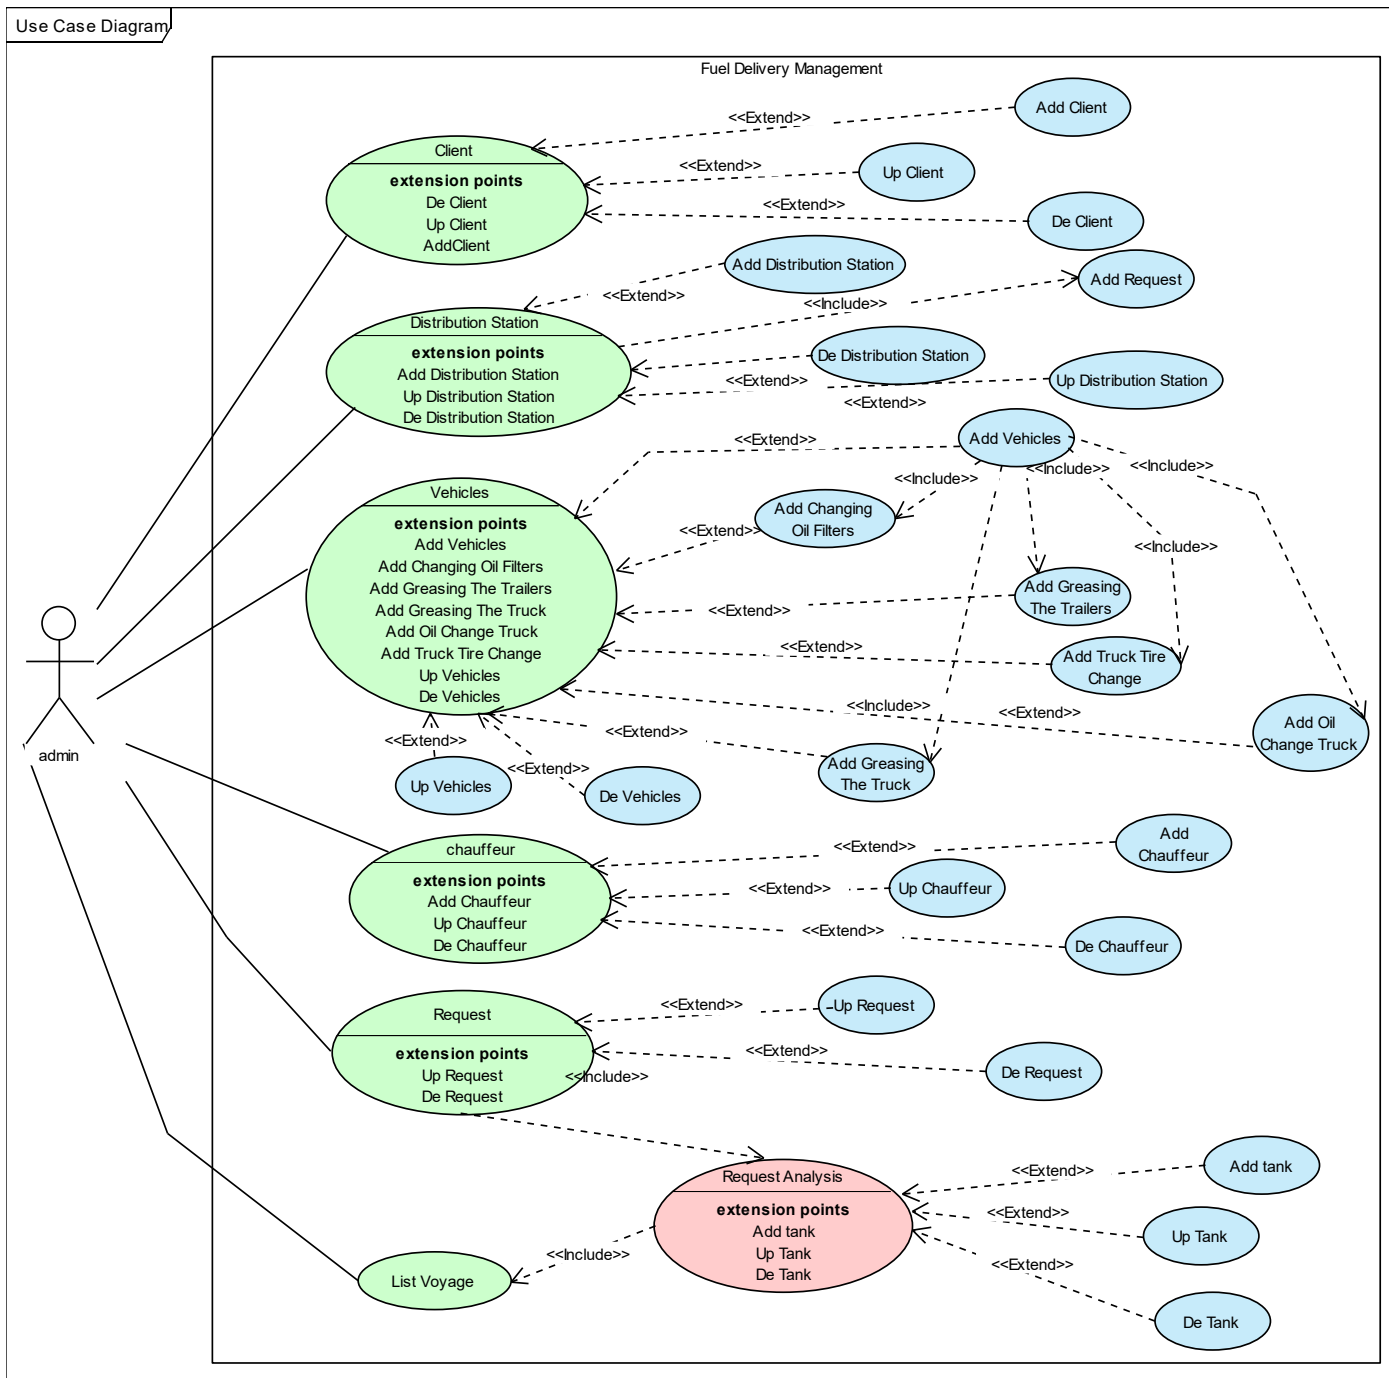 Use Case Diagram
Fuel Delivery Management
Add Client
<<Extend>>
Client
extension points
De Client
Up Client
AddClient
<<Extend>>
Up Client
<<Extend>>
De Client
Add Distribution Station
<<Extend>>
Add Request
<<Include>>
Distribution Station
extension points
Add Distribution Station
Up Distribution Station
De Distribution Station
De Distribution Station
<<Extend>>
Up Distribution Station
<<Extend>>
Add Vehicles
<<Extend>>
<<Include>>
<<Include>>
<<Include>>
Vehicles
extension points
Add Vehicles
Add Changing Oil Filters
Add Greasing The Trailers
Add Greasing The Truck
Add Oil Change Truck
Add Truck Tire Change
Up Vehicles
De Vehicles
Add Changing
Oil Filters
<<Extend>>
<<Include>>
Add Greasing
The Trailers
<<Extend>>
Add Truck Tire
Change
<<Extend>>
<<Include>>
<<Extend>>
Add Oil
Change Truck
<<Extend>>
<<Extend>>
<<Extend>>
Add Greasing
The Truck
Up Vehicles
De Vehicles
admin
chauffeur
extension points
Add Chauffeur
Up Chauffeur
De Chauffeur
<<Extend>>
Add
Chauffeur
<<Extend>>
Up Chauffeur
<<Extend>>
De Chauffeur
Request
extension points
Up Request
De Request
<<Extend>>
Up Request
<<Extend>>
De Request
<<Include>>
Request Analysis
extension points
Add tank
Up Tank
De Tank
<<Extend>>
Add tank
<<Extend>>
Up Tank
<<Extend>>
De Tank
<<Include>>
List Voyage